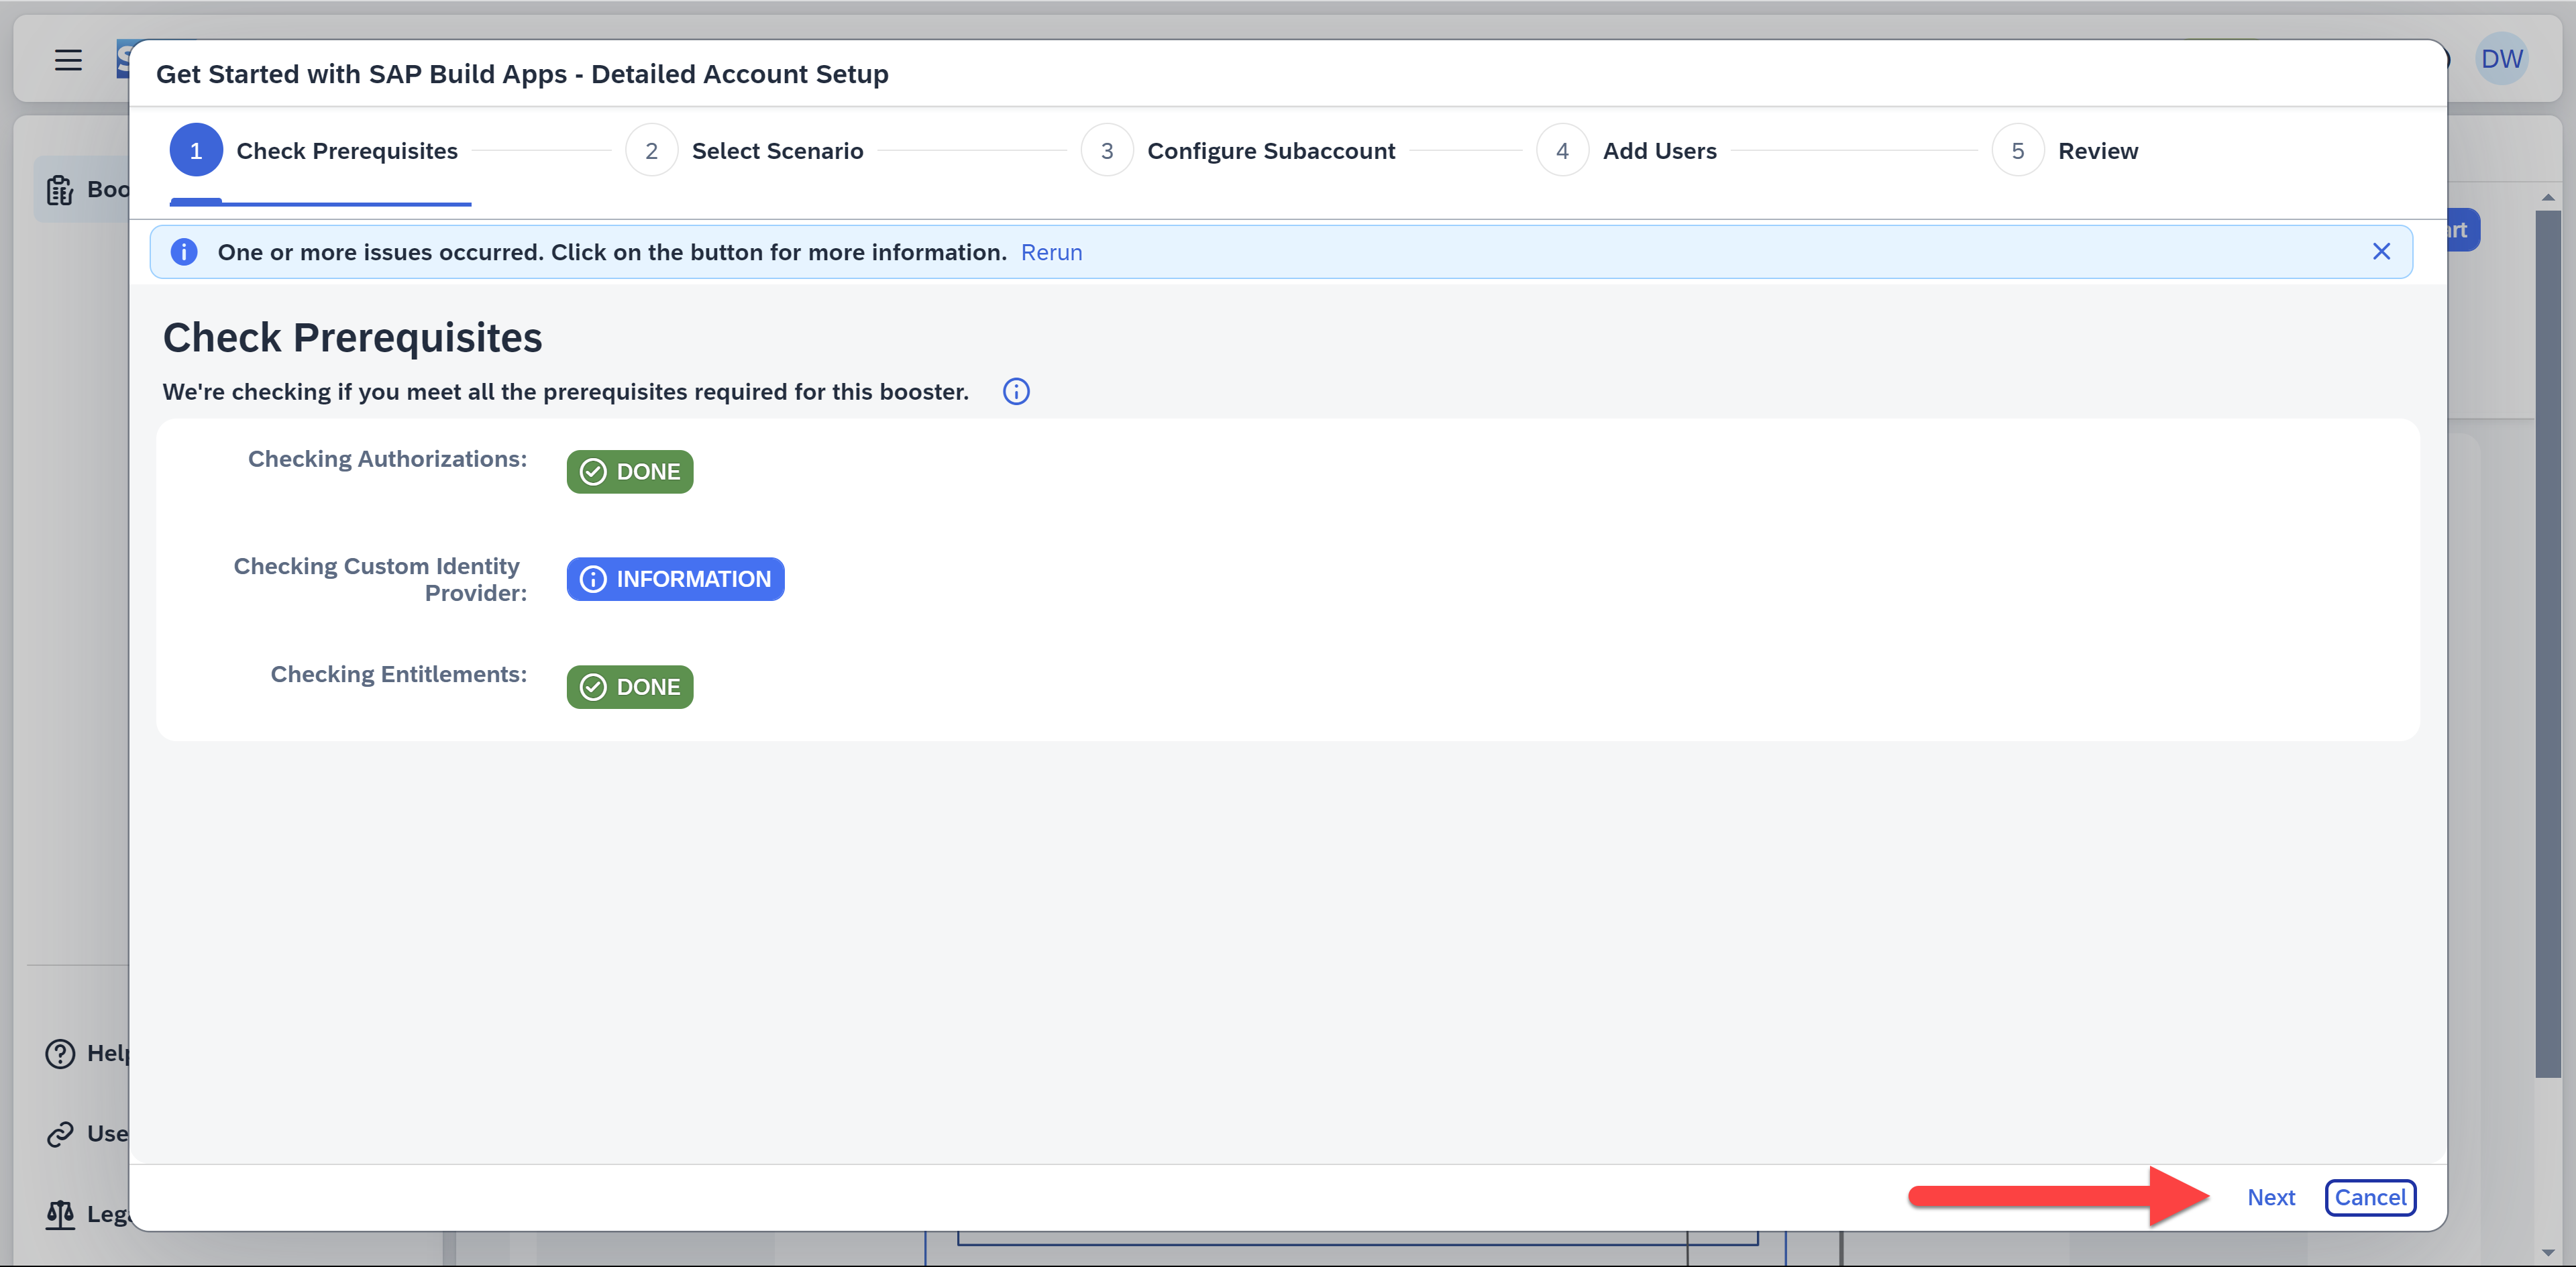 DW
Get Started with SAP Build Apps - Detailed Account Setup
1 Check Prerequisites
2 Select Scenario
3 Configure Subaccount
4 Add Users
5 Review
Boo
One or more issues occurred. Click on the button for more information. Rerun
art
Check Prerequisites
We're checking if you meet all the prerequisites required for this booster.
Checking Authorizations: DONE
Checking Custom Identity
Provider: INFORMATION
Checking Entitlements: DONE
Help
Use
Lega
Next Cancel